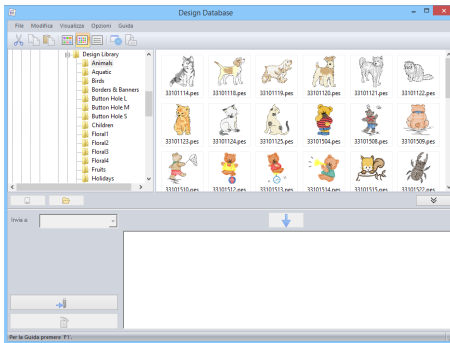 Design Database
File Modifica Visualizza Opzioni Guida
Design Library
Animals
Aquatic
Birds
Borders & Banners
Button Hole L
Button Hole M
Button Hole S
Children
Floral1
Floral2
Floral3
Floral4
Fruits
Holidays
33101114.pes 33101118.pes 33101119.pes 33101120.pes 33101121.pes 33101122.pes
33101123.pes 33101124.pes 33101125.pes 33101504.pes 33101508.pes 33101509.pes
33101510.pes 33101512.pes 33101513.pes 33101514.pes 33101515.pes 33101522.pes
Invia a
Per la Guida premere 'F1'.